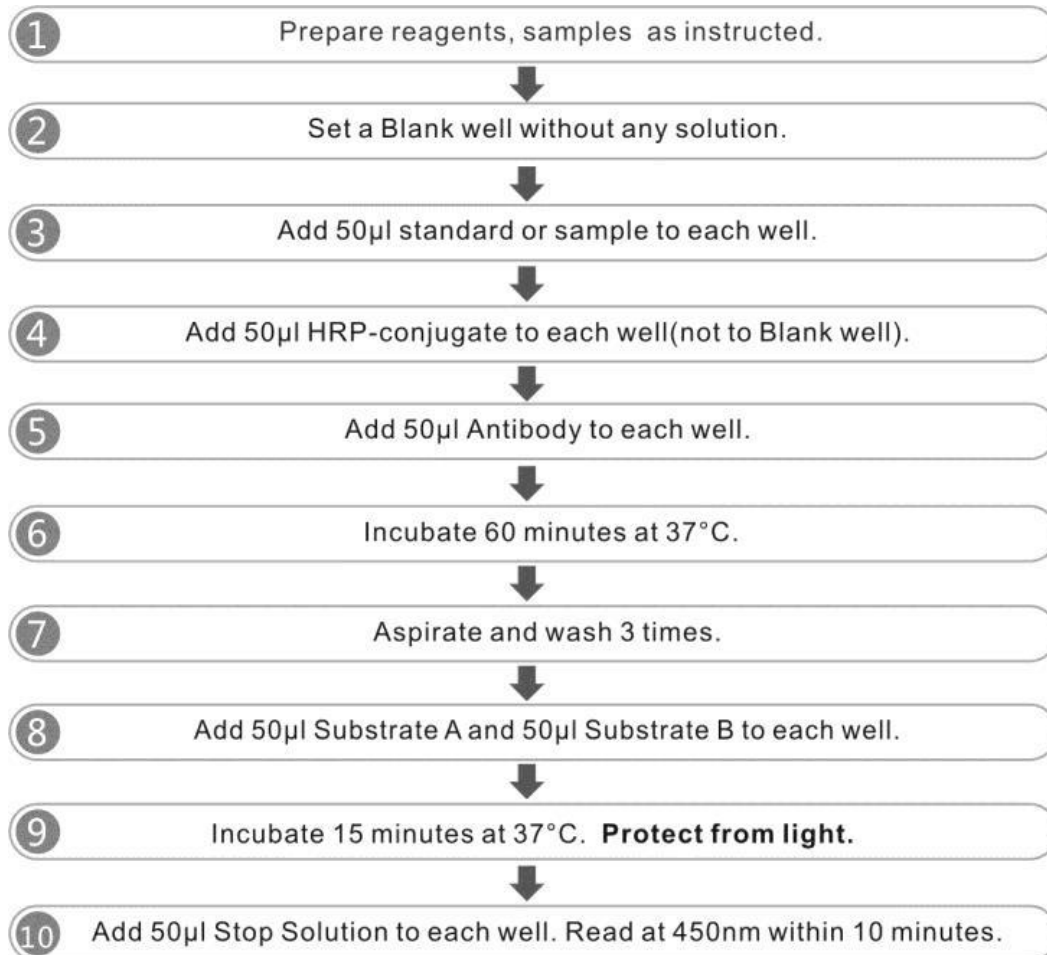 1 Prepare reagents, samples as instructed.
2 Set a Blank well without any solution.
3 Add 50µl standard or sample to each well.
4 Add 50µl HRP-conjugate to each well(not to Blank well).
5 Add 50µl Antibody to each well.
6 Incubate 60 minutes at 37°C.
7 Aspirate and wash 3 times.
8 Add 50µl Substrate A and 50µl Substrate B to each well.
9 Incubate 15 minutes at 37°C. Protect from light.
10 Add 50µl Stop Solution to each well. Read at 450nm within 10 minutes.